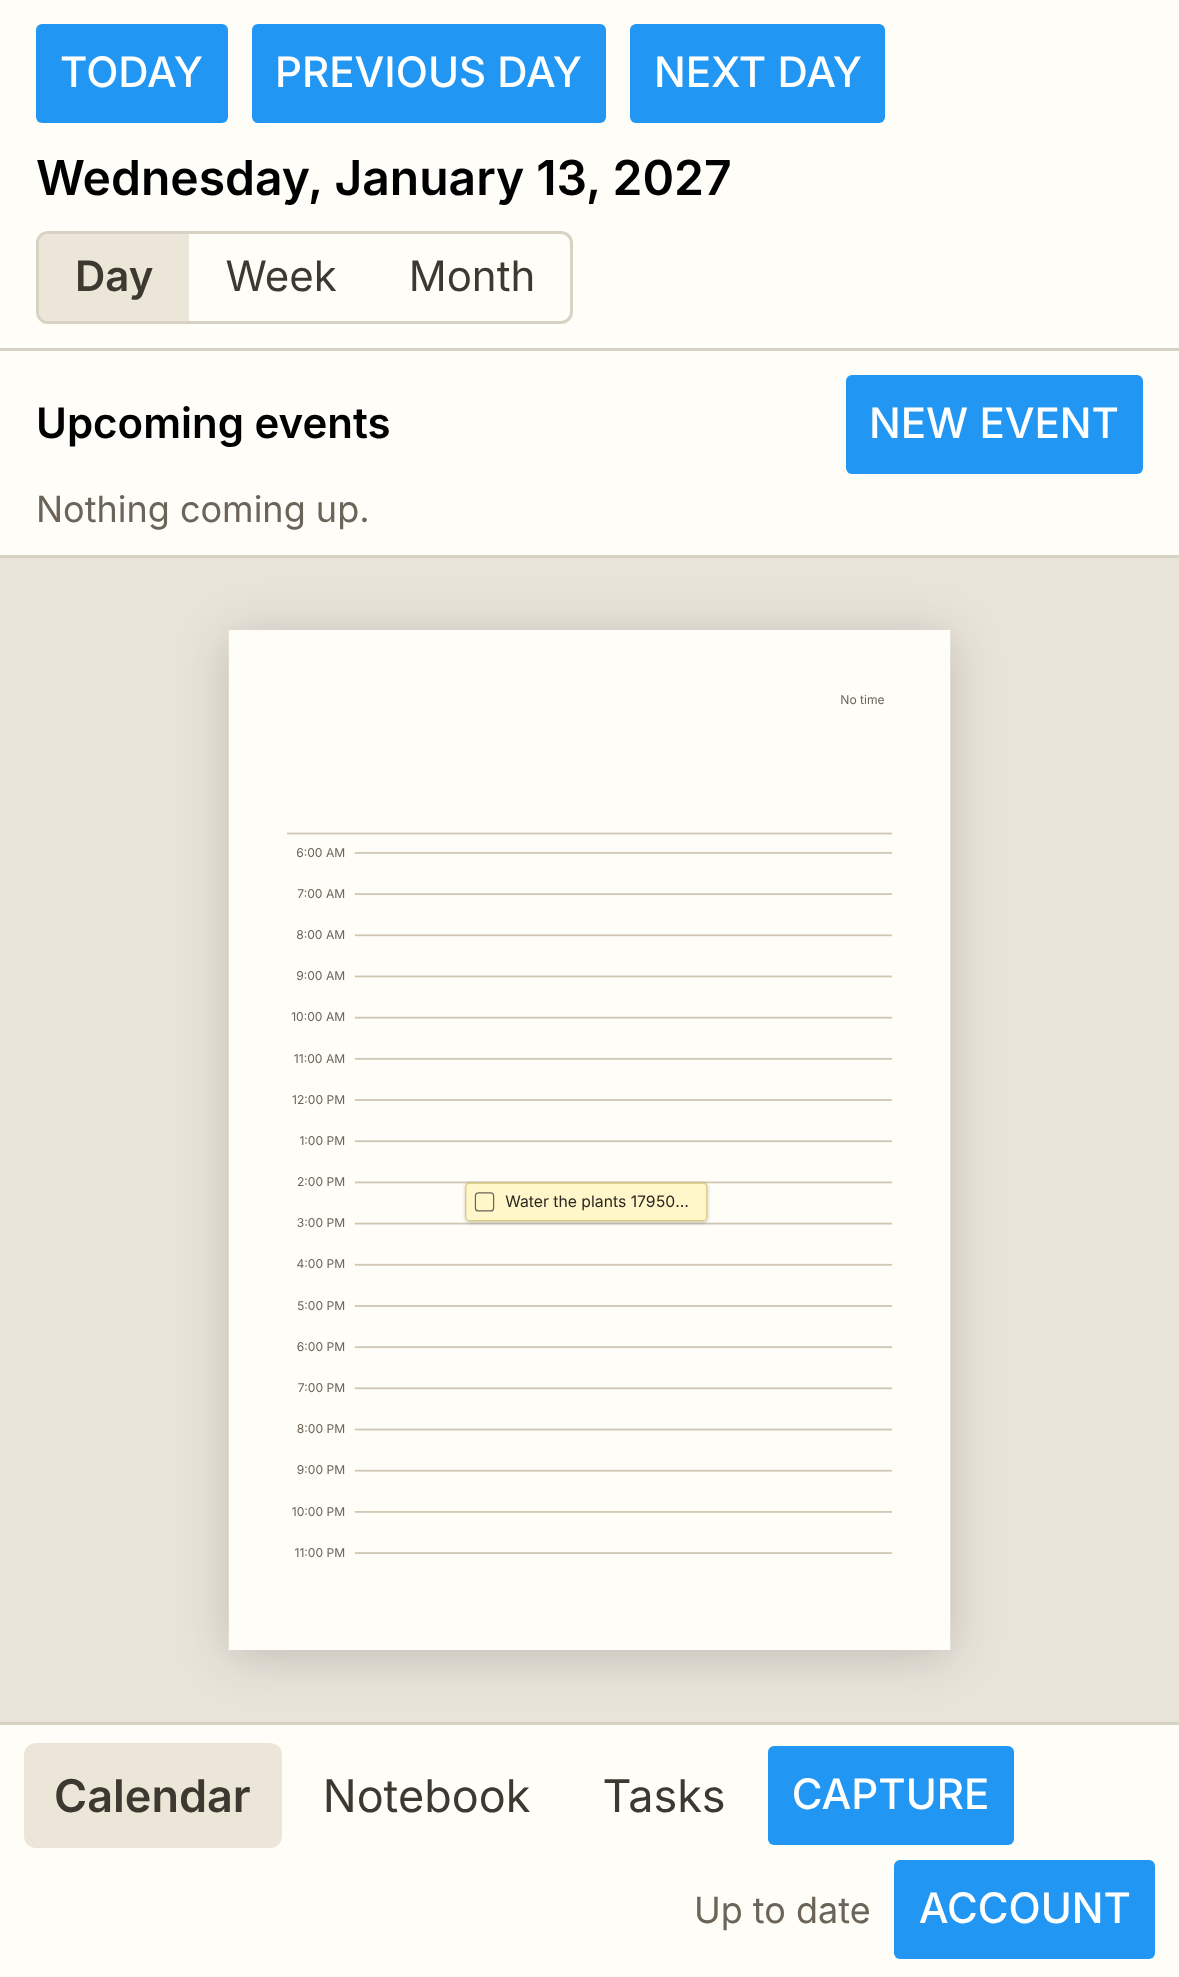 TODAY PREVIOUS DAY NEXT DAY
Wednesday, January 13, 2027
Day Week Month
Upcoming events NEW EVENT
Nothing coming up.
No time
6:00 AM
7:00 AM
8:00 AM
9:00 AM
10:00 AM
11:00 AM
12:00 PM
1:00 PM
2:00 PM
Water the plants 17950...
3:00 PM
4:00 PM
5:00 PM
6:00 PM
7:00 PM
8:00 PM
9:00 PM
10:00 PM
11:00 PM
Calendar Notebook Tasks CAPTURE
Up to date ACCOUNT